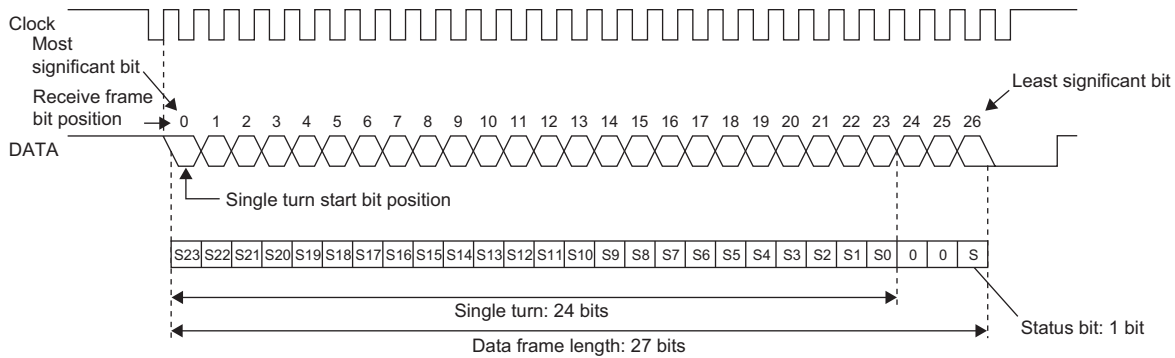 Clock
Most
significant bit
Least significant bit
Receive frame
bit position
0 1 2 3 4 5 6 7 8 9 10 11 12 13 14 15 16 17 18 19 20 21 22 23 24 25 26
DATA
Single turn start bit position
S23 S22 S21 S20 S19 S18 S17 S16 S15 S14 S13 S12 S11 S10 S9 S8 S7 S6 S5 S4 S3 S2 S1 S0 0 0 S
Single turn: 24 bits
Status bit: 1 bit
Data frame length: 27 bits